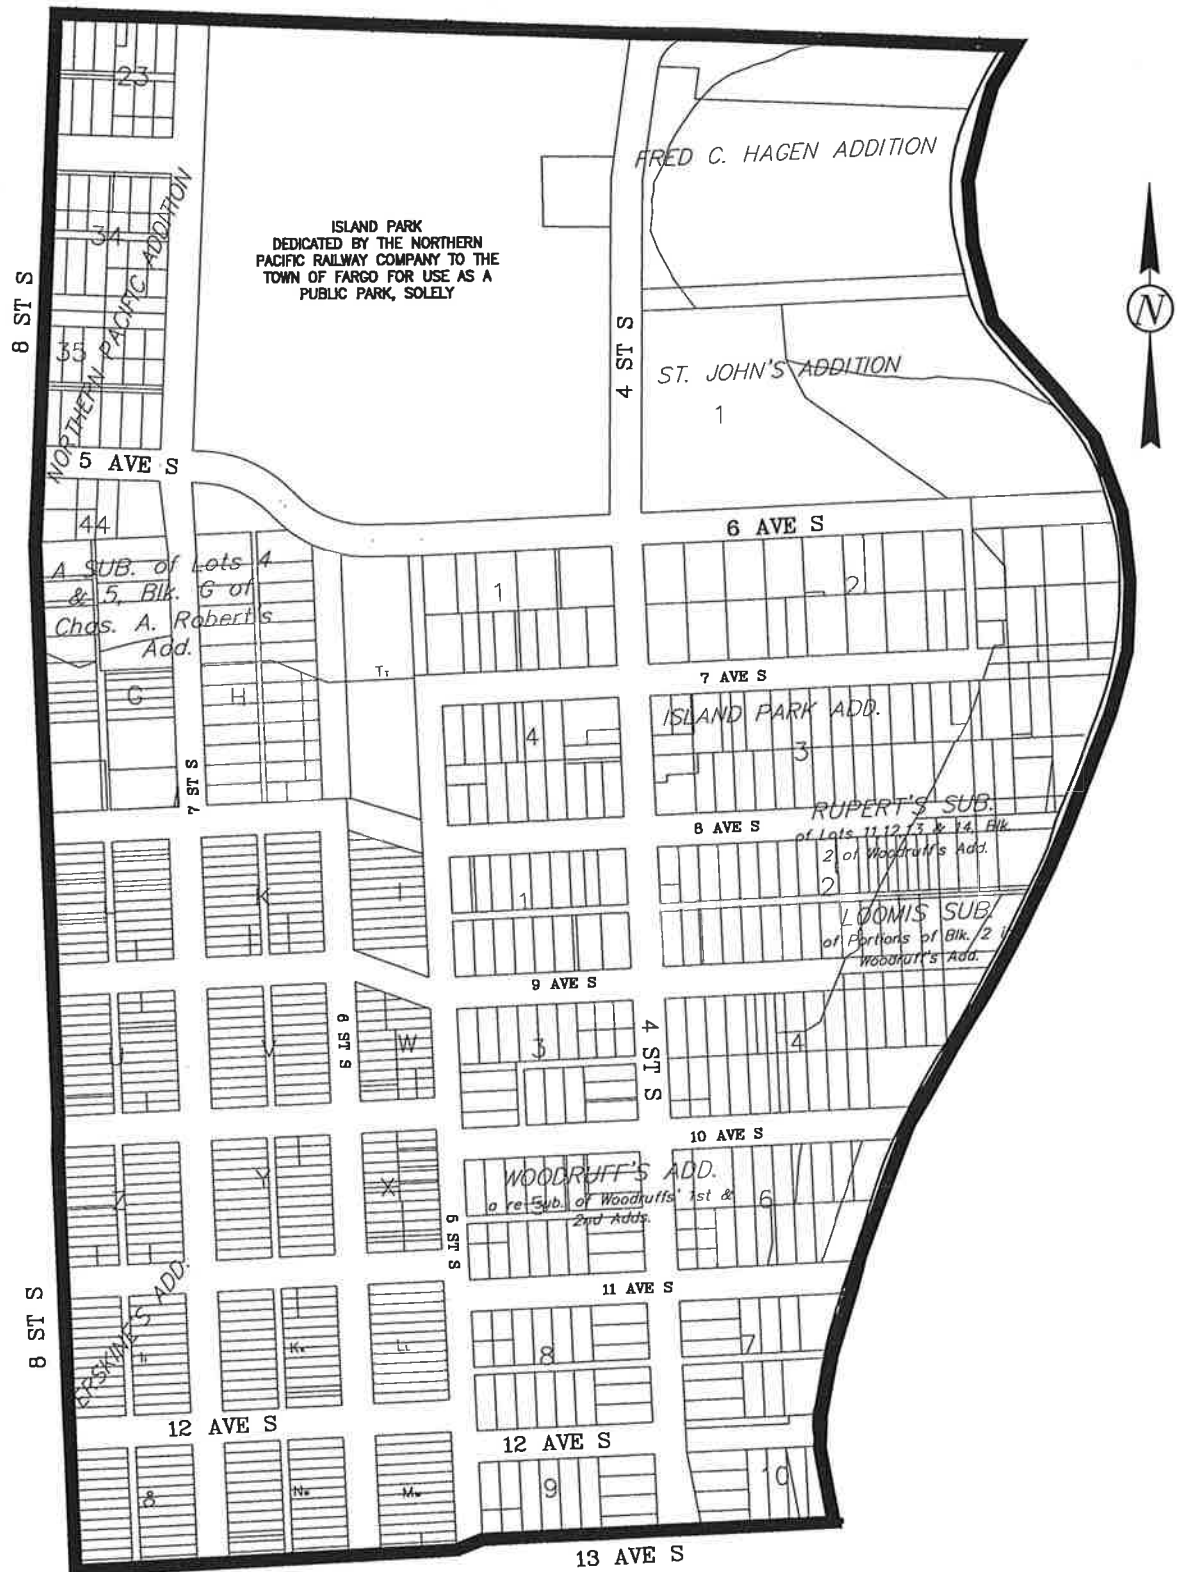 23
FRED C. HAGEN ADDITION
NORTHERN PACIFIC ADDATION
34
ISLAND PARK
DEDICATED BY THE NORTHERN
PACIFIC RAILWAY COMPANY TO THE
TOWN OF FARGO FOR USE AS A
PUBLIC PARK, SOLELY
8 ST S
N
4 ST S
35
ST. JOHN'S ADDITION
1
5 AVE S
44
6 AVE S
A SUB. of Lots 4
& 5, Blk. G of
Chas. A. Robert's
Add.
1
2
7 AVE S
G
H
ISLAND PARK ADD.
4
3
7 ST S
RUPERT'S SUB.
of Lots 11,12,13 & 14, Blk.
2 of Woodruff's Add.
8 AVE S
K
I
1
2
LOOMIS SUB.
of Portions of Blk. 2 i
Woodruff's Add.
9 AVE S
6 ST S
4 ST S
U
V
W
3
4
10 AVE S
WOODRUFF'S ADD.
a re-Sub. of Woodruffs' 1st &
2nd Adds.
Z
Y
X
5
6
5 ST S
11 AVE S
ERSKINE'S ADD.
8 ST S
8
7
12 AVE S
12 AVE S
8
9
10
13 AVE S